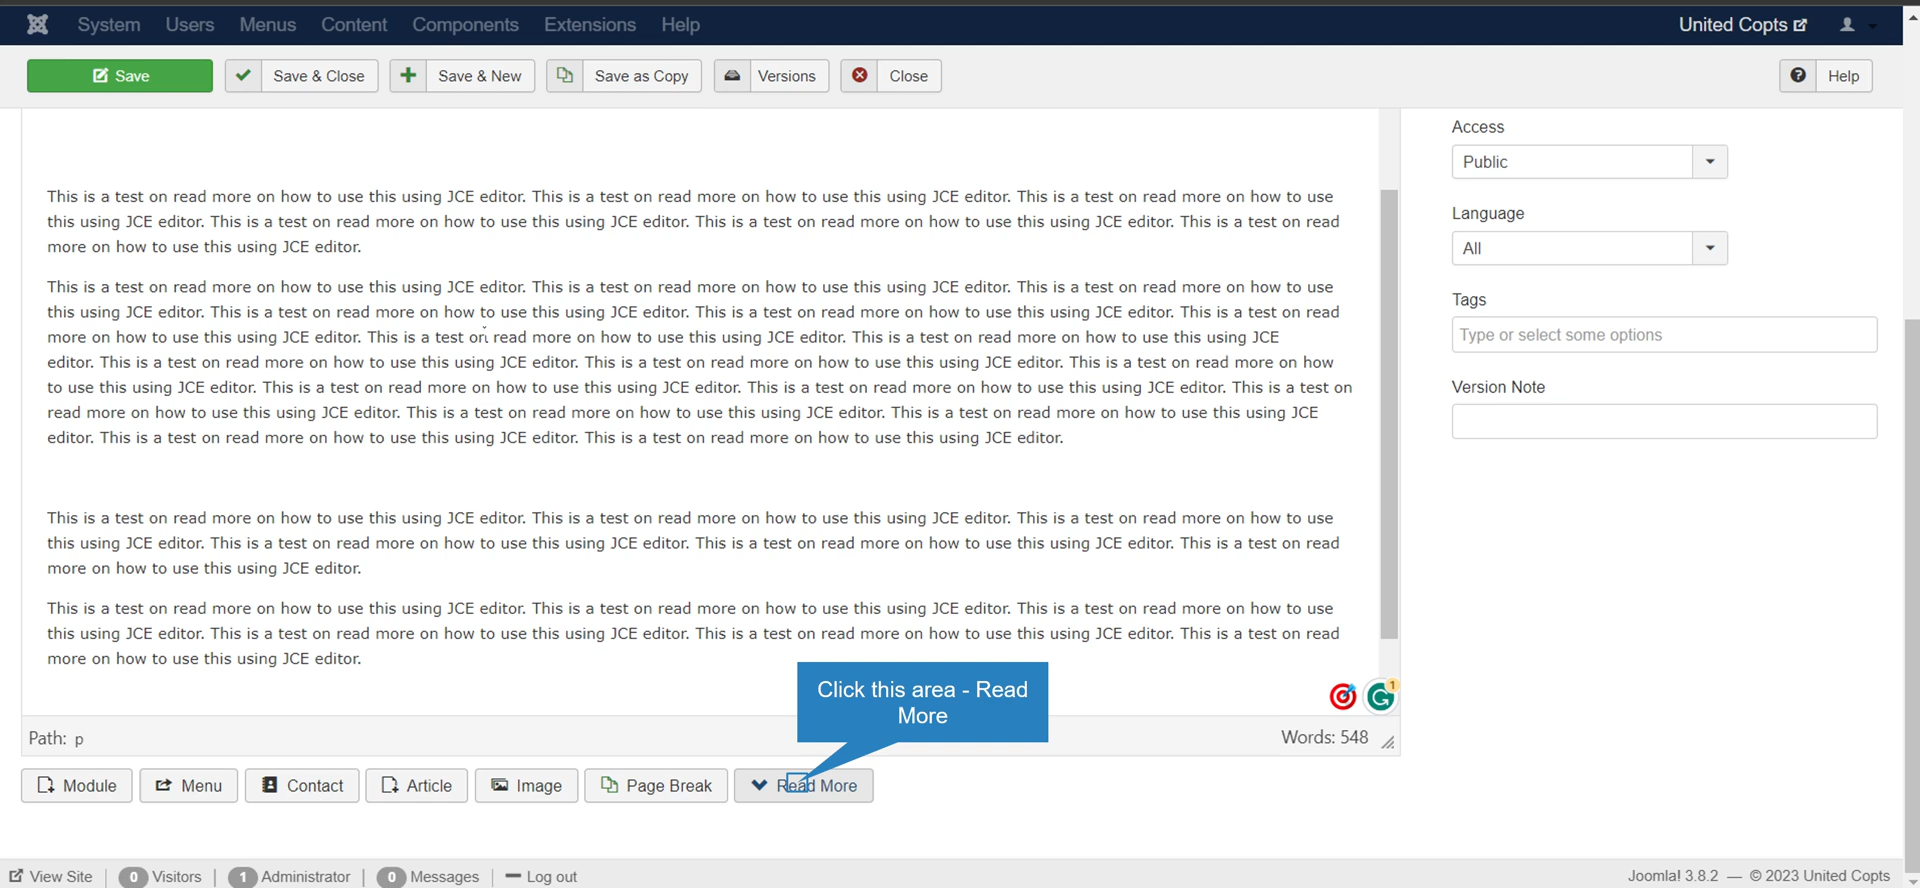 System Users Menus Content Components Extensions Help United Copts
Save Save & Close Save & New Save as Copy Versions Close Help
This is a test on read more on how to use this using JCE editor. This is a test on read more on how to use this using JCE editor. This is a test on read more on how to use
this using JCE editor. This is a test on read more on how to use this using JCE editor. This is a test on read more on how to use this using JCE editor. This is a test on read
more on how to use this using JCE editor.
This is a test on read more on how to use this using JCE editor. This is a test on read more on how to use this using JCE editor. This is a test on read more on how to use
this using JCE editor. This is a test on read more on how to use this using JCE editor. This is a test on read more on how to use this using JCE editor. This is a test on read
more on how to use this using JCE editor. This is a test on read more on how to use this using JCE editor. This is a test on read more on how to use this using JCE
editor. This is a test on read more on how to use this using JCE editor. This is a test on read more on how to use this using JCE editor. This is a test on read more on how
to use this using JCE editor. This is a test on read more on how to use this using JCE editor. This is a test on read more on how to use this using JCE editor. This is a test on
read more on how to use this using JCE editor. This is a test on read more on how to use this using JCE editor. This is a test on read more on how to use this using JCE
editor. This is a test on read more on how to use this using JCE editor. This is a test on read more on how to use this using JCE editor.
This is a test on read more on how to use this using JCE editor. This is a test on read more on how to use this using JCE editor. This is a test on read more on how to use
this using JCE editor. This is a test on read more on how to use this using JCE editor. This is a test on read more on how to use this using JCE editor. This is a test on read
more on how to use this using JCE editor.
This is a test on read more on how to use this using JCE editor. This is a test on read more on how to use this using JCE editor. This is a test on read more on how to use
this using JCE editor. This is a test on read more on how to use this using JCE editor. This is a test on read more on how to use this using JCE editor. This is a test on read
more on how to use this using JCE editor.
Access
Public
Language
All
Tags
Type or select some options
Version Note
Click this area - Read
More
1
Path: p Words: 548
Module Menu Contact Article Image Page Break Read More
View Site 0 Visitors 1 Administrator 0 Messages Log out Joomla! 3.8.2 — © 2023 United Copts